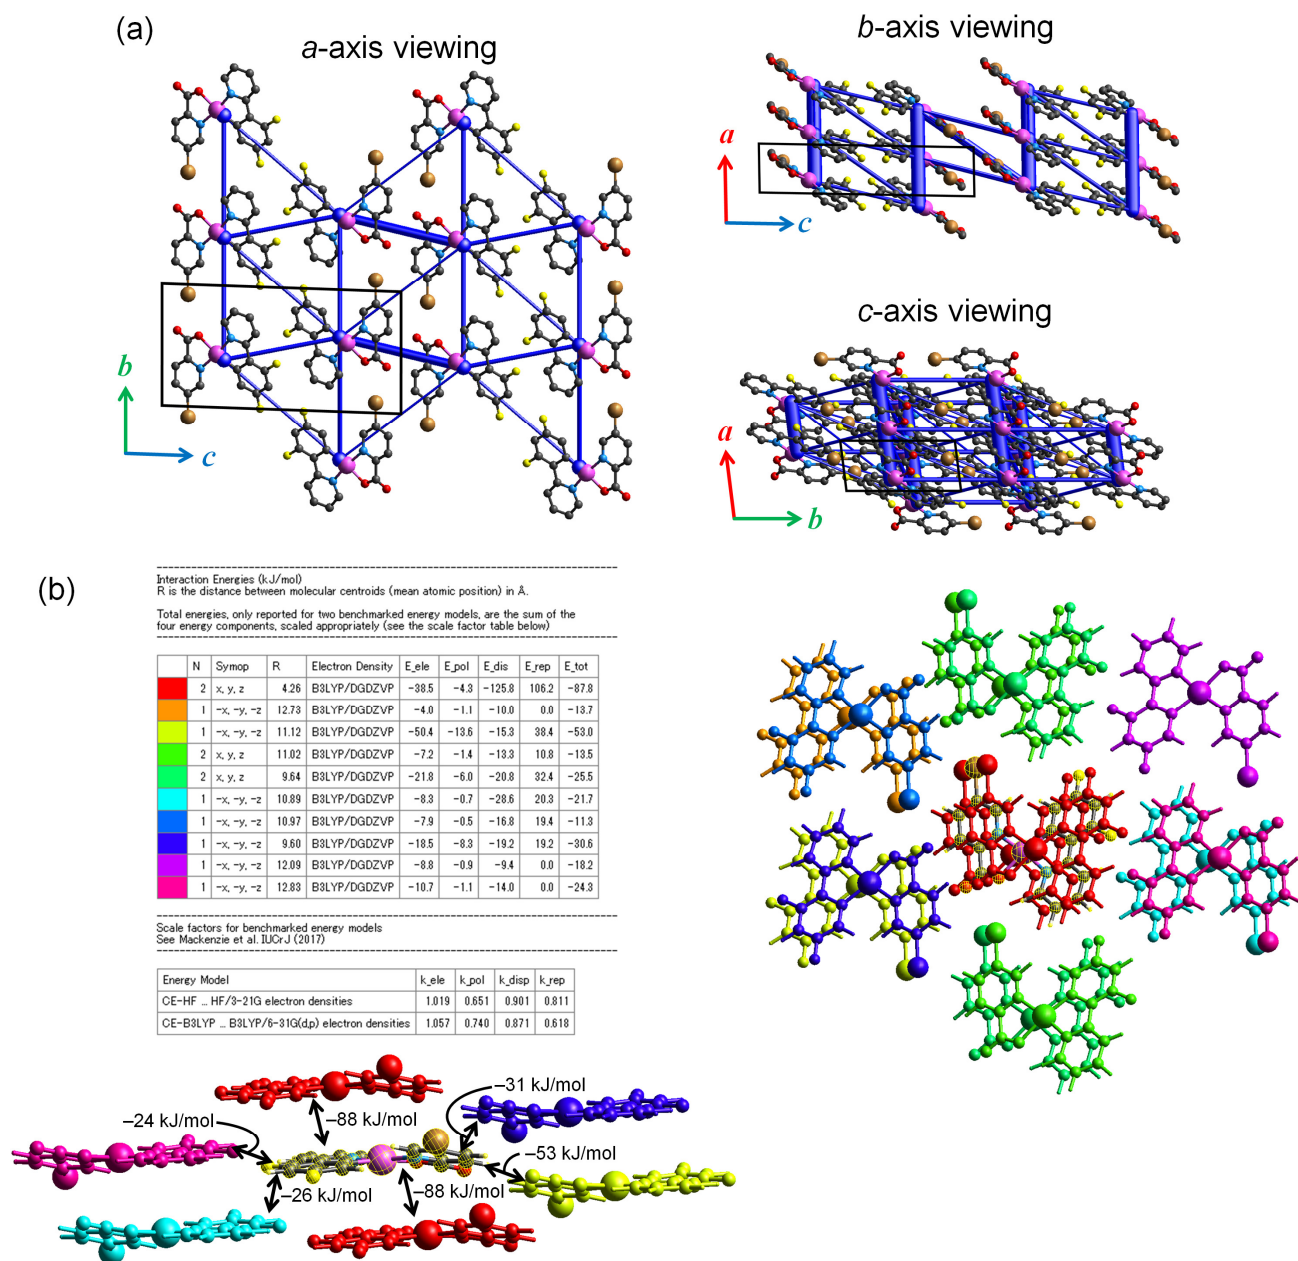 (a)
a-axis viewing
b
c
b-axis viewing
a
c
c-axis viewing
a
b
(b)
Interaction Energies (kJ/mol)
R is the distance between molecular centroids (mean atomic position) in Å.
Total energies, only reported for two benchmarked energy models, are the sum of the
four energy components, scaled appropriately (see the scale factor table below)
N Symop R Electron Density E_ele E_pol E_dis E_rep E_tot
2 x, y, z 4.26 B3LYP/DGDZVP -38.5 -4.3 -125.8 106.2 -87.8
1 -x, -y, -z 12.73 B3LYP/DGDZVP -4.0 -1.1 -10.0 0.0 -13.7
1 -x, -y, -z 11.12 B3LYP/DGDZVP -50.4 -13.6 -15.3 38.4 -53.0
2 x, y, z 11.02 B3LYP/DGDZVP -7.2 -1.4 -13.3 10.8 -13.5
2 x, y, z 9.64 B3LYP/DGDZVP -21.8 -6.0 -20.8 32.4 -25.5
1 -x, -y, -z 10.89 B3LYP/DGDZVP -8.3 -0.7 -28.6 20.3 -21.7
1 -x, -y, -z 10.97 B3LYP/DGDZVP -7.9 -0.5 -16.8 19.4 -11.3
1 -x, -y, -z 9.60 B3LYP/DGDZVP -18.5 -8.3 -19.2 19.2 -30.6
1 -x, -y, -z 12.09 B3LYP/DGDZVP -8.8 -0.9 -9.4 0.0 -18.2
1 -x, -y, -z 12.83 B3LYP/DGDZVP -10.7 -1.1 -14.0 0.0 -24.3
Scale factors for benchmarked energy models
See Mackenzie et al. IUCrJ (2017)
Energy Model k_ele k_pol k_disp k_rep
CE-HF ... HF/3-21G electron densities 1.019 0.651 0.901 0.811
CE-B3LYP ... B3LYP/6-31G(d,p) electron densities 1.057 0.740 0.871 0.618
–31 kJ/mol
–24 kJ/mol
–88 kJ/mol
–53 kJ/mol
–26 kJ/mol
–88 kJ/mol